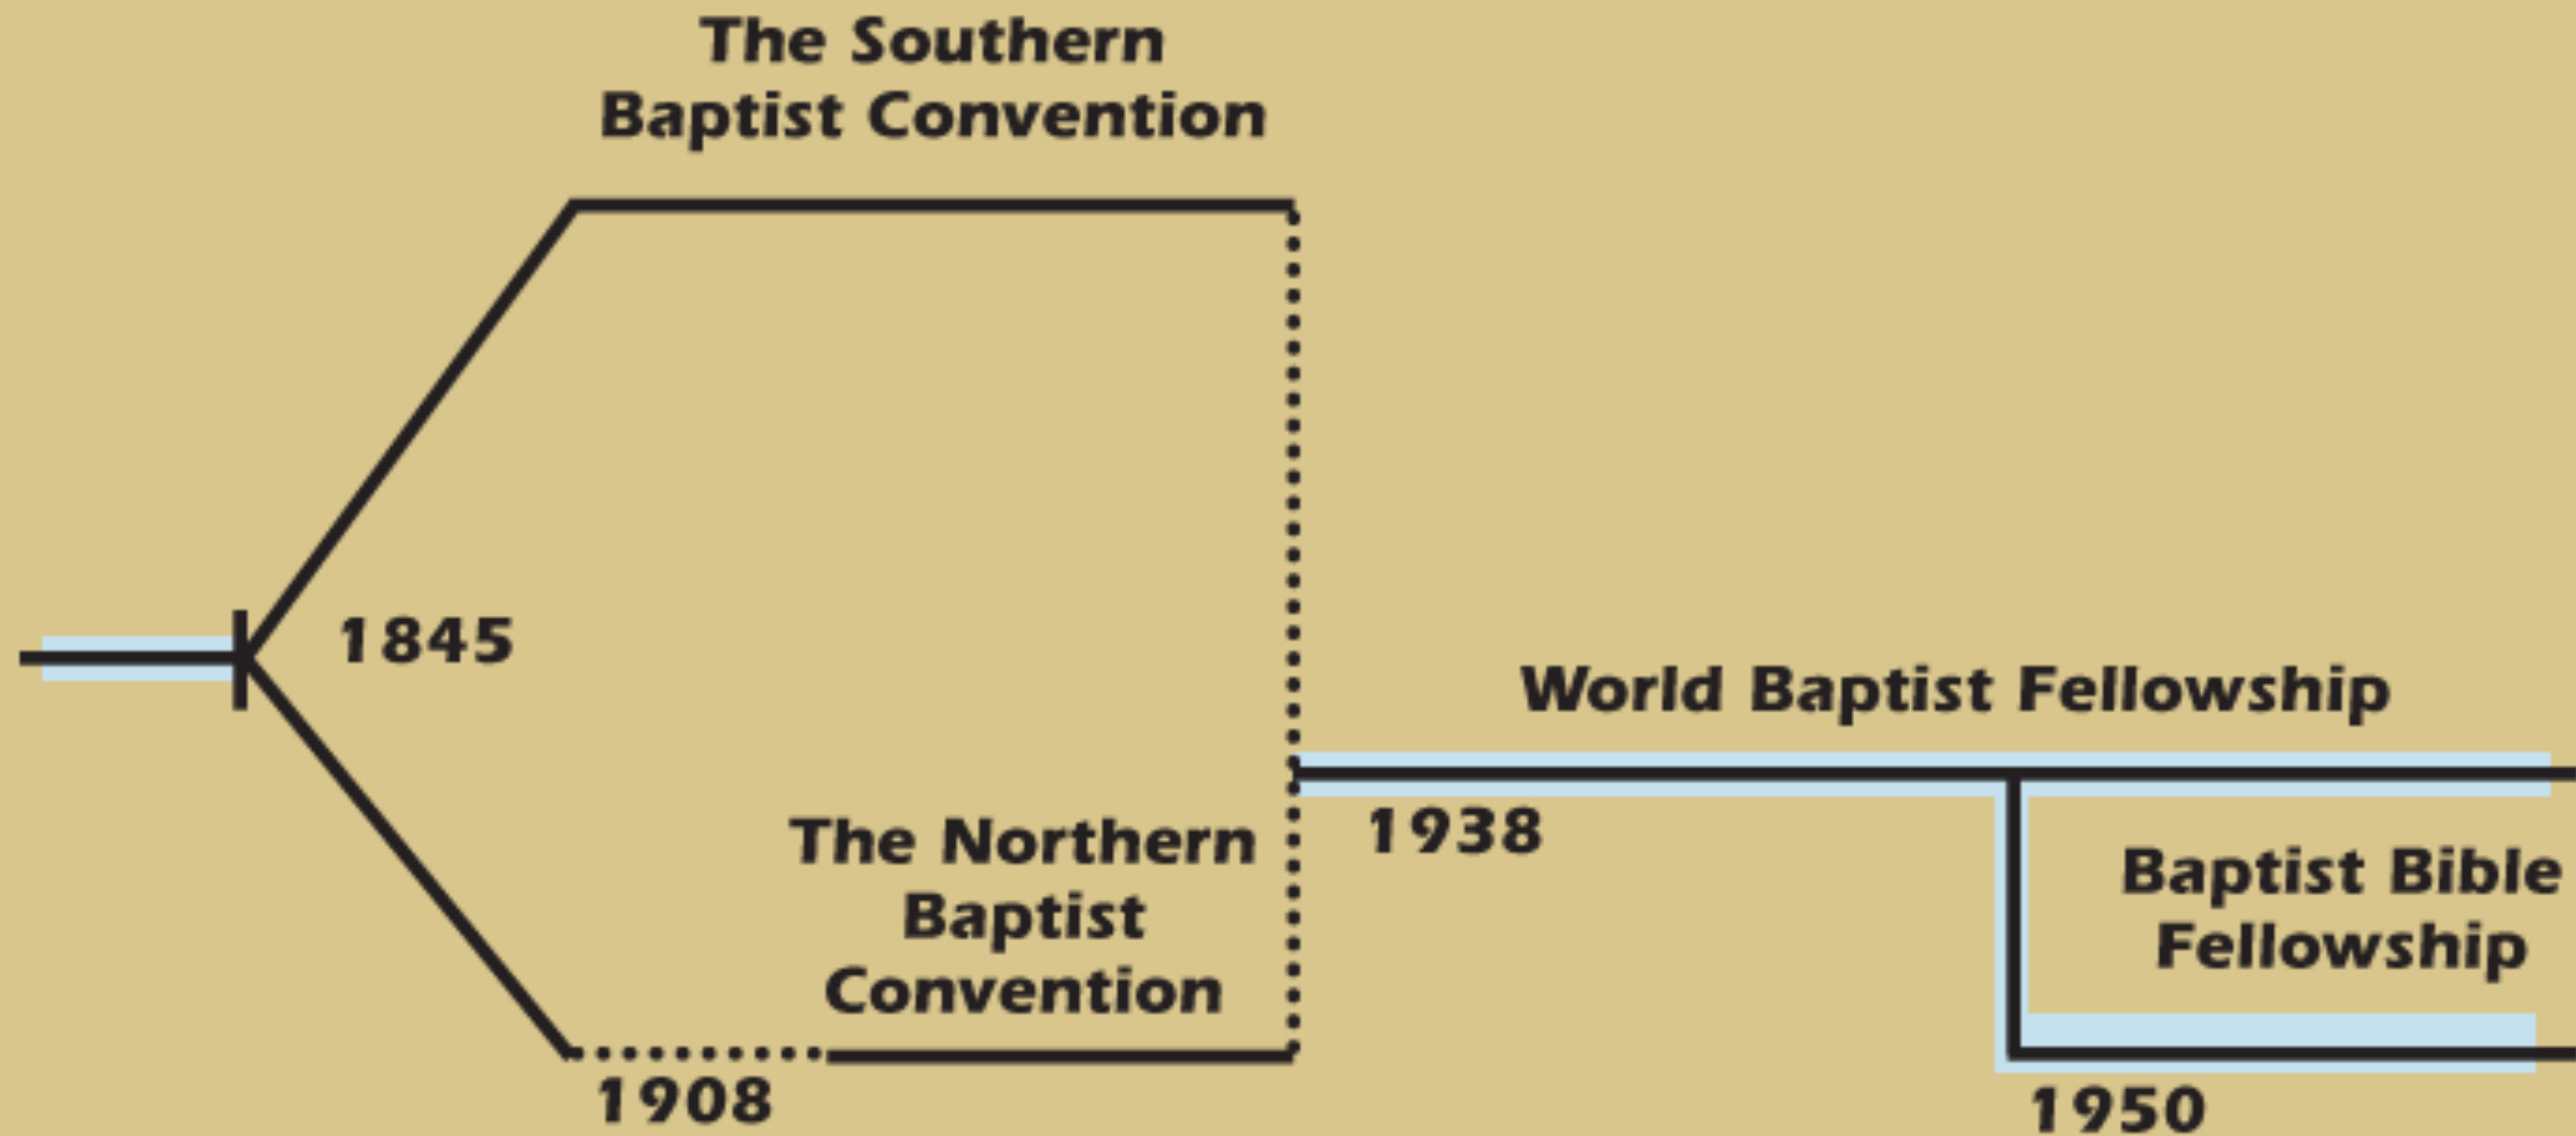 The Southern
Baptist Convention
1845
World Baptist Fellowship
1938
The Northern
Baptist
Convention
Baptist Bible
Fellowship
1908
1950